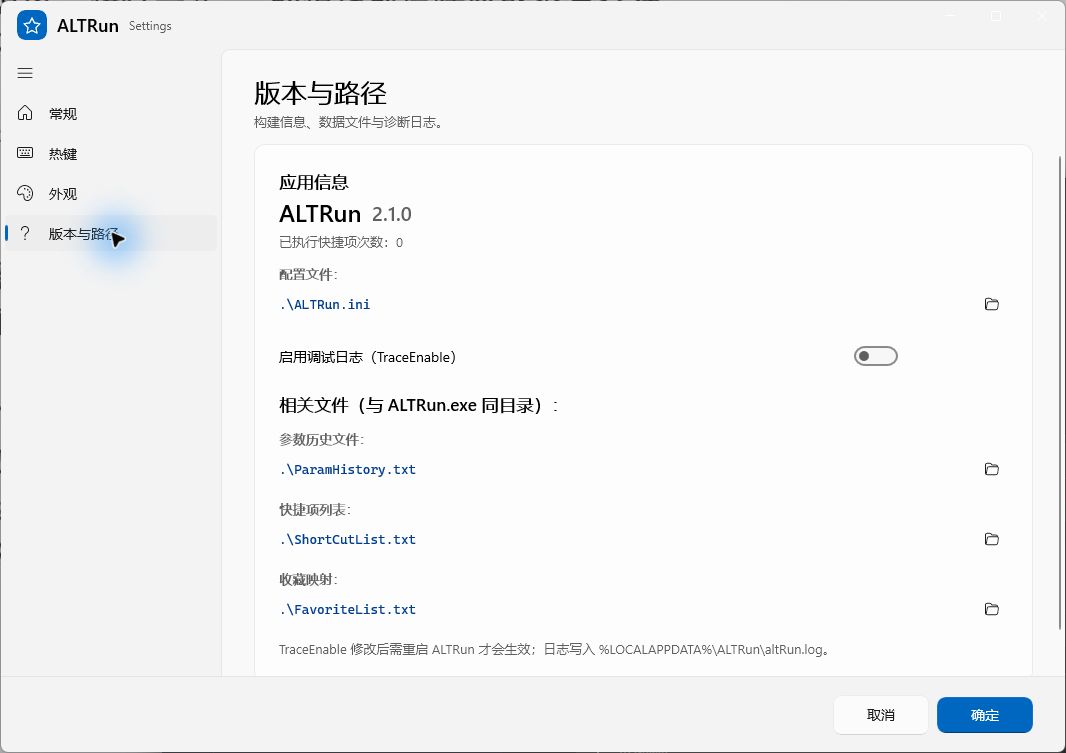 ALTRun Settings
常规
热键
外观
版本与路径
版本与路径
构建信息、数据文件与诊断日志。
应用信息
ALTRun 2.1.0
已执行快捷项次数：0
配置文件:
.\ALTRun.ini
启用调试日志（TraceEnable）
相关文件（与 ALTRun.exe 同目录）:
参数历史文件:
.\ParamHistory.txt
快捷项列表:
.\ShortCutList.txt
收藏映射:
.\FavoriteList.txt
TraceEnable 修改后需重启 ALTRun 才会生效；日志写入 %LOCALAPPDATA%\ALTRun\altRun.log。
取消
确定